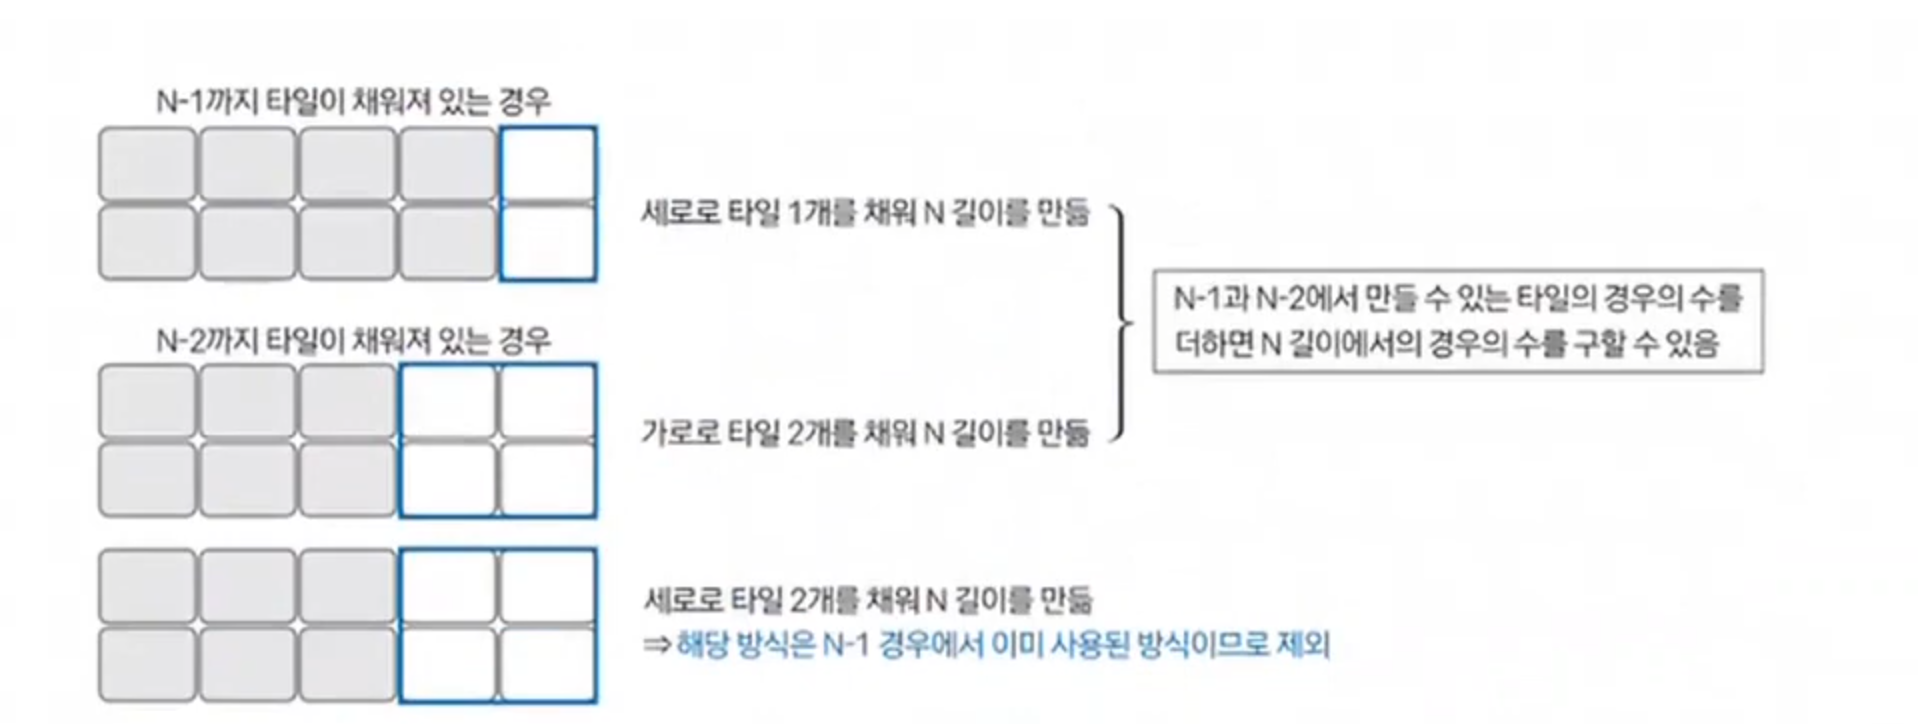 N-1까지 타일이 채워져 있는 경우
세로로 타일 1개를 채워 N 길이를 만듦
N-1과 N-2에서 만들 수 있는 타일의 경우의 수를
더하면 N 길이에서의 경우의 수를 구할 수 있음
N-2까지 타일이 채워져 있는 경우
가로로 타일 2개를 채워 N 길이를 만듦
세로로 타일 2개를 채워 N 길이를 만듦
⇒ 해당 방식은 N-1 경우에서 이미 사용된 방식이므로 제외